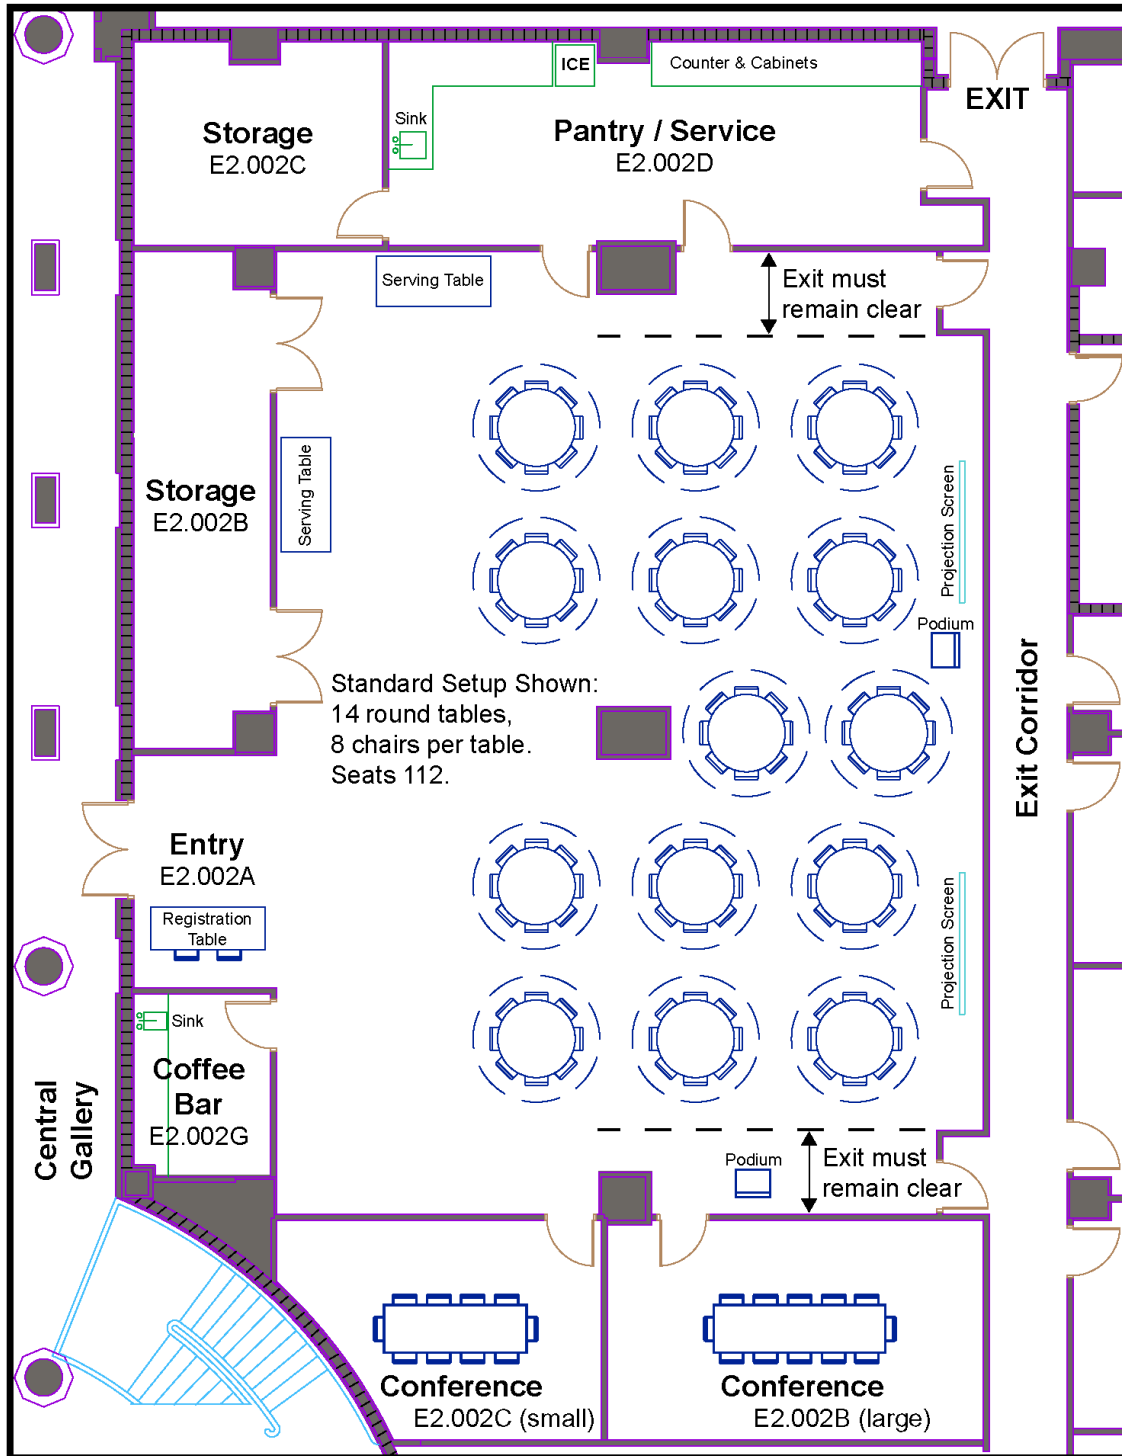 ICE
Counter & Cabinets
EXIT
Sink
Storage
E2.002C
Pantry / Service
E2.002D
Serving Table
Exit must
remain clear
Serving Table
Storage
E2.002B
Projection Screen
Podium
Standard Setup Shown:
14 round tables,
8 chairs per table.
Seats 112.
Exit Corridor
Entry
E2.002A
Registration
Table
Projection Screen
Sink
Coffee
Bar
E2.002G
Central
Gallery
Podium
Exit must
remain clear
Conference
E2.002C (small)
Conference
E2.002B (large)